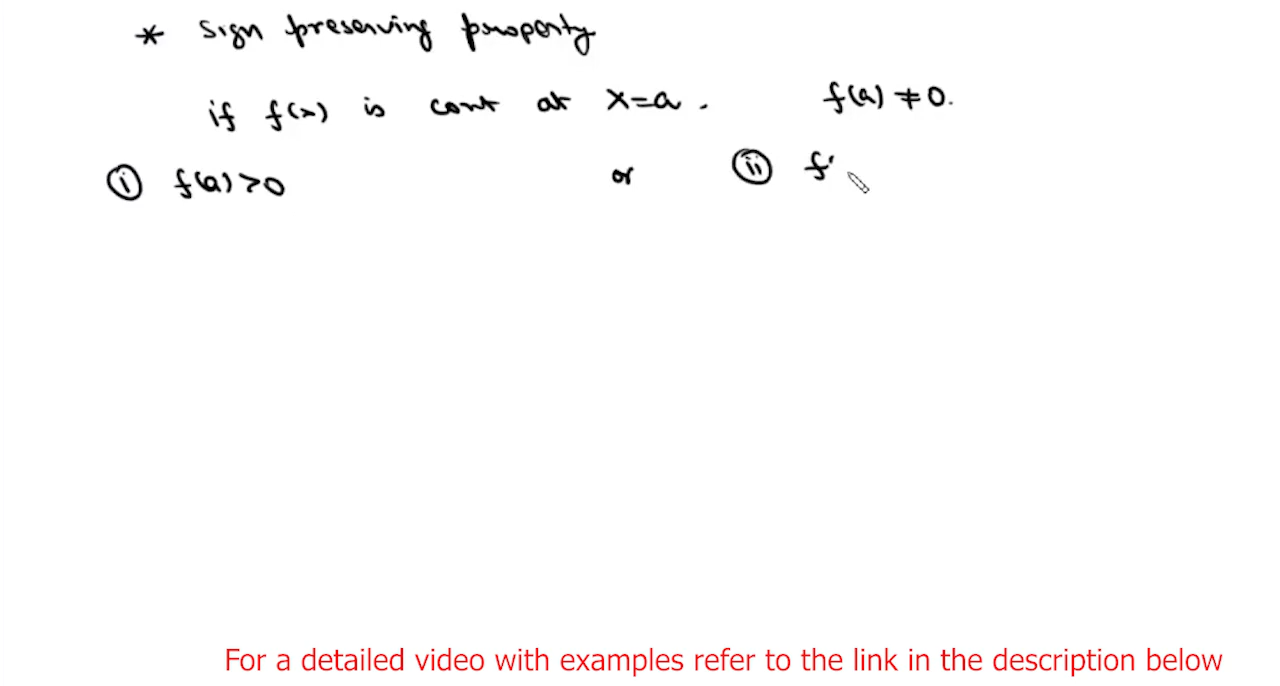 * Sign preserving property
if f(x) is cont at x=a. f(a) ≠ 0.
(i) f(a) > 0 or (ii) f'
For a detailed video with examples refer to the link in the description below